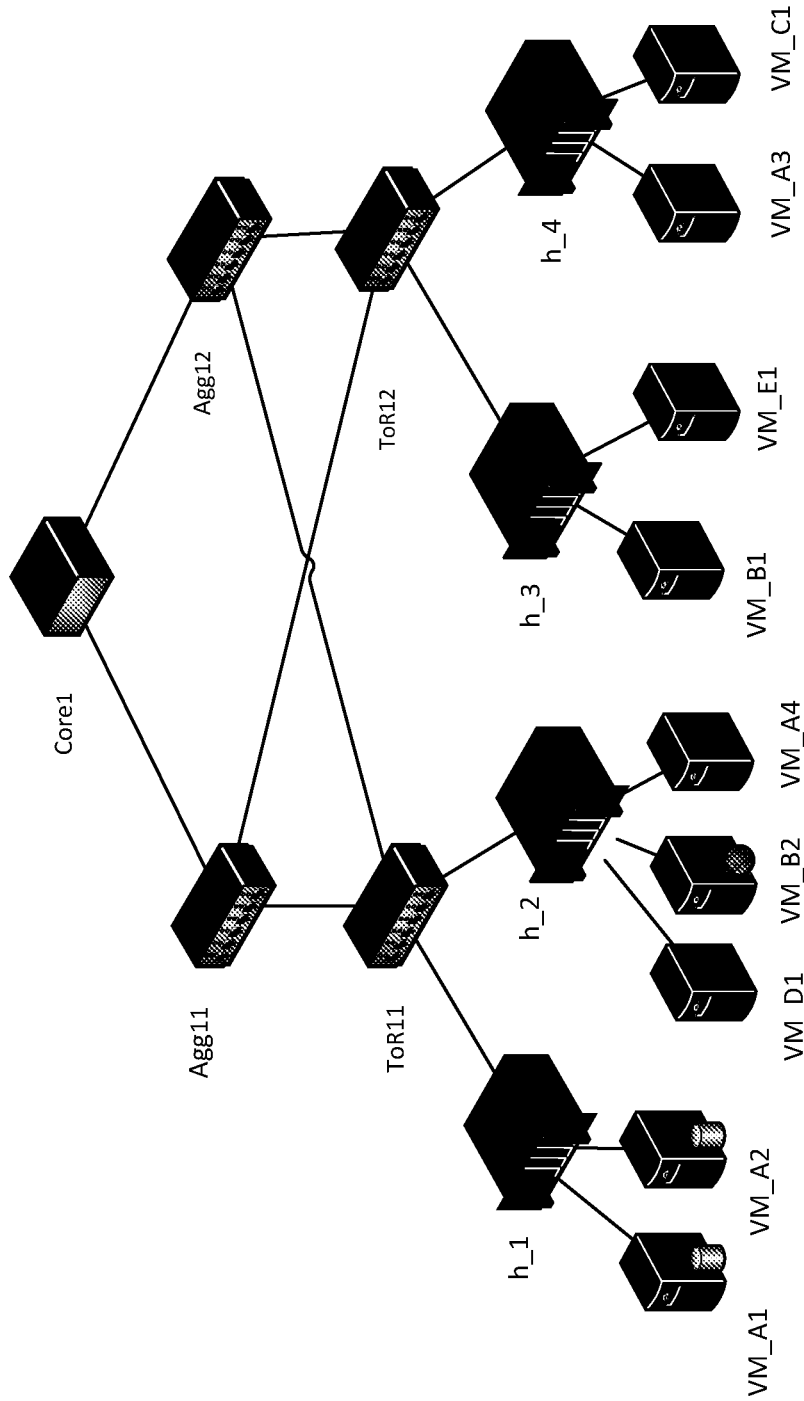 Core1
Agg11
Agg12
ToR11
ToR12
h_1
h_2
h_3
h_4
VM_A1
VM_A2
VM_D1
VM_B2
VM_A4
VM_B1
VM_E1
VM_A3
VM_C1